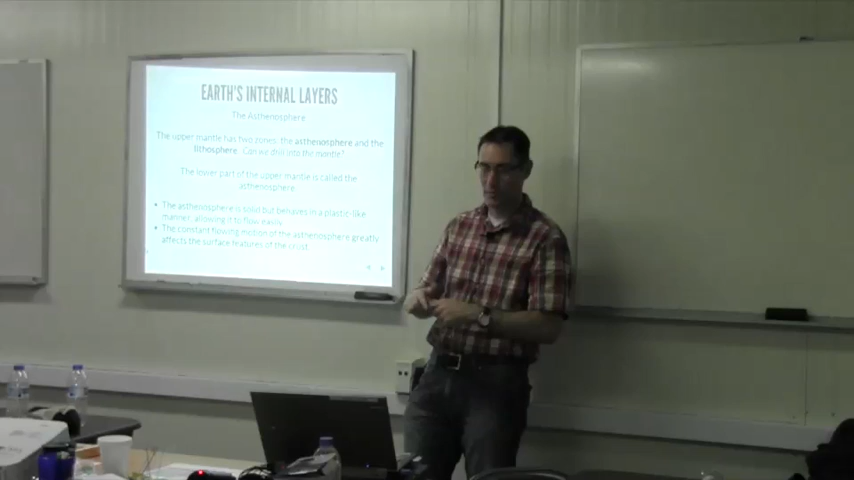 EARTH'S INTERNAL LAYERS
The Asthenosphere
The upper mantle has two zones: the asthenosphere and the
lithosphere. Can we drill into the mantle?
The lower part of the upper mantle is called the
asthenosphere.
• The asthenosphere is solid but behaves in a plastic-like
manner, allowing it to flow easily.
• The constant flowing motion of the asthenosphere greatly
affects the surface features of the crust.